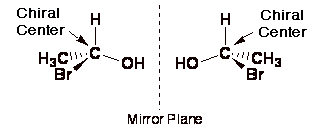 Chiral
Center
H
C
H3C
Br
OH
H
Chiral
Center
HO
C
CH3
Br
Mirror Plane